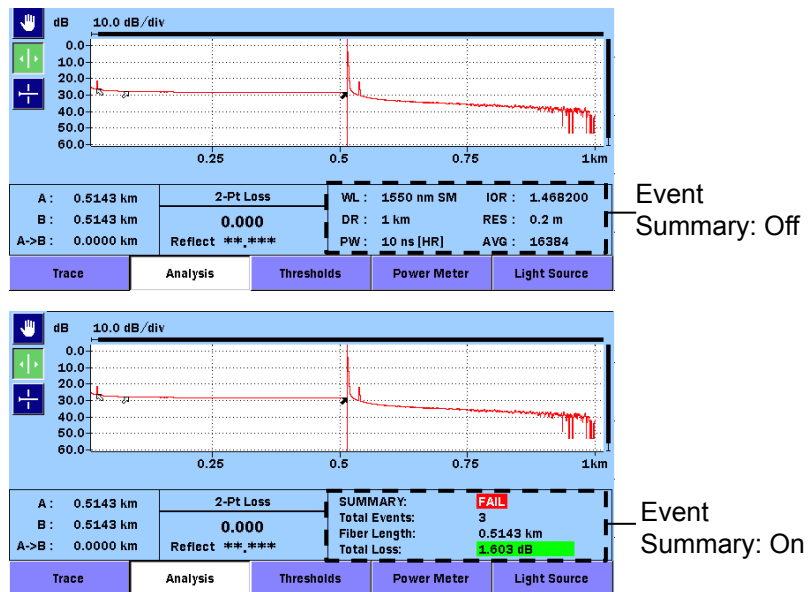 dB 10.0 dB/div
0.0
10.0
20.0
30.0
40.0
50.0
60.0
0.25 0.5 0.75 1km
A : 0.5143 km 2-Pt Loss WL : 1550 nm SM IOR : 1.468200
B : 0.5143 km 0.000 DR : 1 km RES : 0.2 m
A->B : 0.0000 km Reflect **.*** PW : 10 ns [HR] AVG : 16384
Event
Summary: Off
Trace Analysis Thresholds Power Meter Light Source
dB 10.0 dB/div
0.0
10.0
20.0
30.0
40.0
50.0
60.0
0.25 0.5 0.75 1km
A : 0.5143 km 2-Pt Loss SUMMARY: FAIL
Total Events: 3
B : 0.5143 km 0.000 Fiber Length: 0.5143 km
A->B : 0.0000 km Reflect **.*** Total Loss: 1.603 dB
Event
Summary: On
Trace Analysis Thresholds Power Meter Light Source